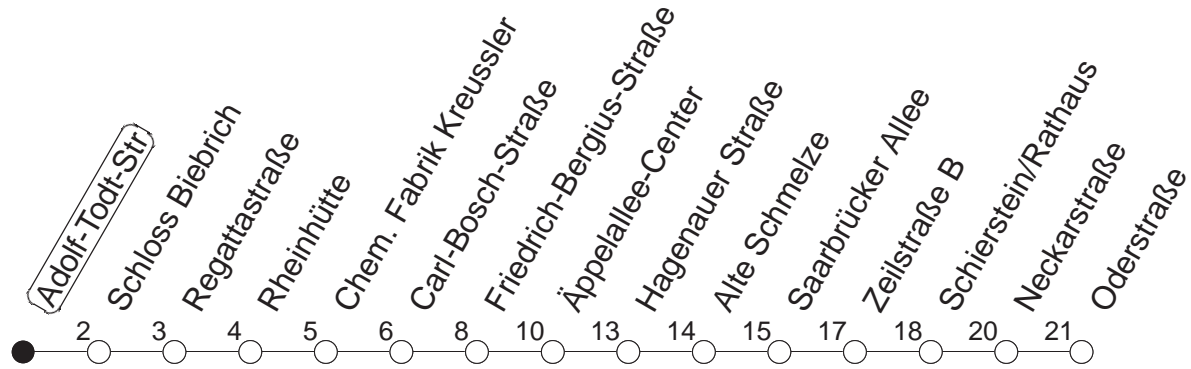 Adolf-Todt-Str
Schloss Biebrich
Regattastraße
Rheinhütte
Chem. Fabrik Kreussler
Carl-Bosch-Straße
Friedrich-Bergius-Straße
Äppelallee-Center
Hagenauer Straße
Alte Schmelze
Saarbrücker Allee
Zeilstraße B
Schierstein/Rathaus
Neckarstraße
Oderstraße
2 3 4 5 6 8 10 13 14 15 17 18 20 21